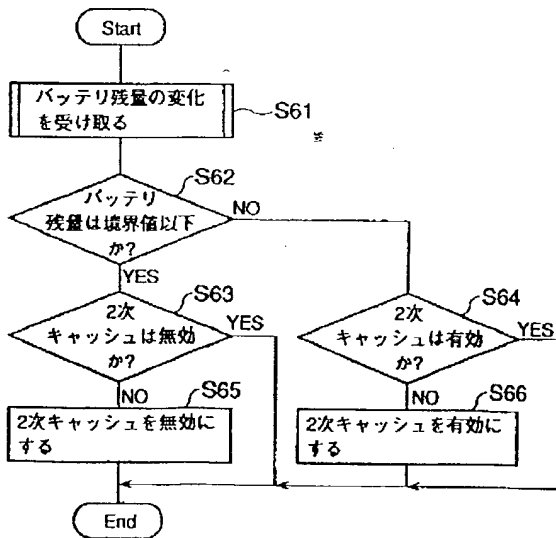 Start
バッテリ残量の変化
を受け取る
S61
S62
バッテリ
残量は境界値以下
か?
NO
YES
S63
2次
キャッシュは無効
か?
YES
NO
S64
2次
キャッシュは有効
か?
YES
NO
S65
2次キャッシュを無効に
する
S66
2次キャッシュを有効に
する
End